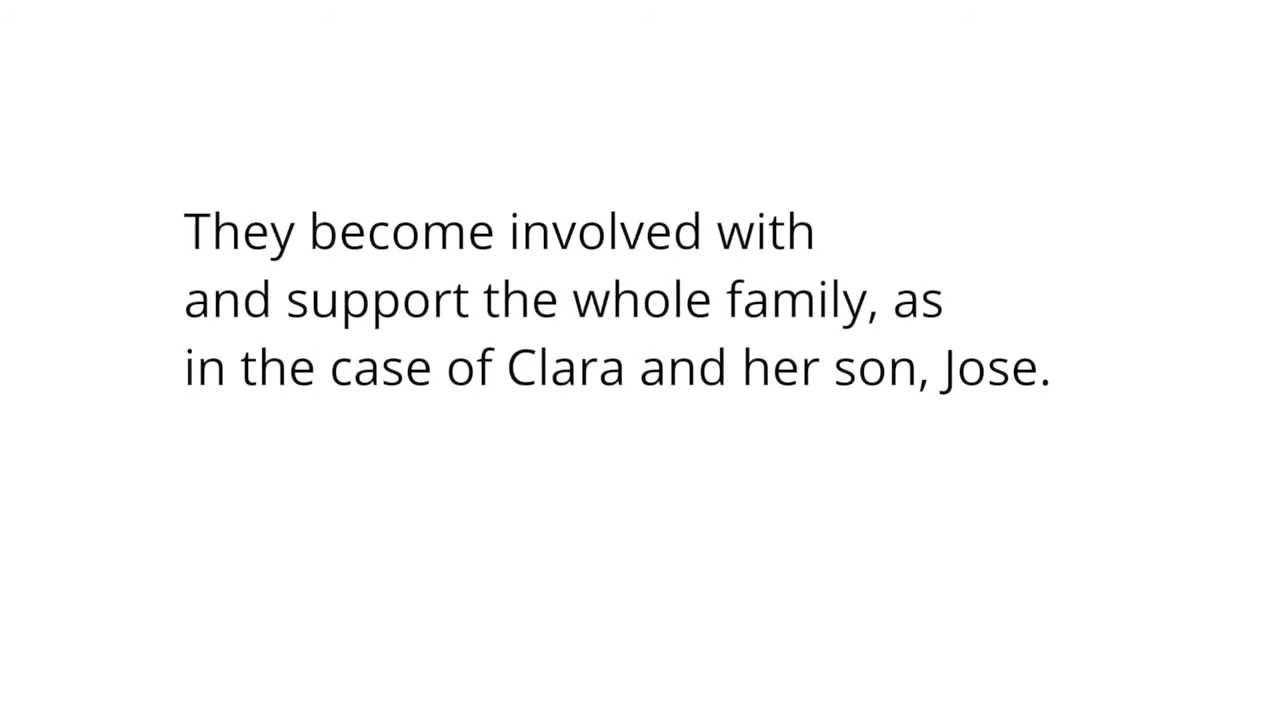 They become involved with
and support the whole family, as
in the case of Clara and her son, Jose.